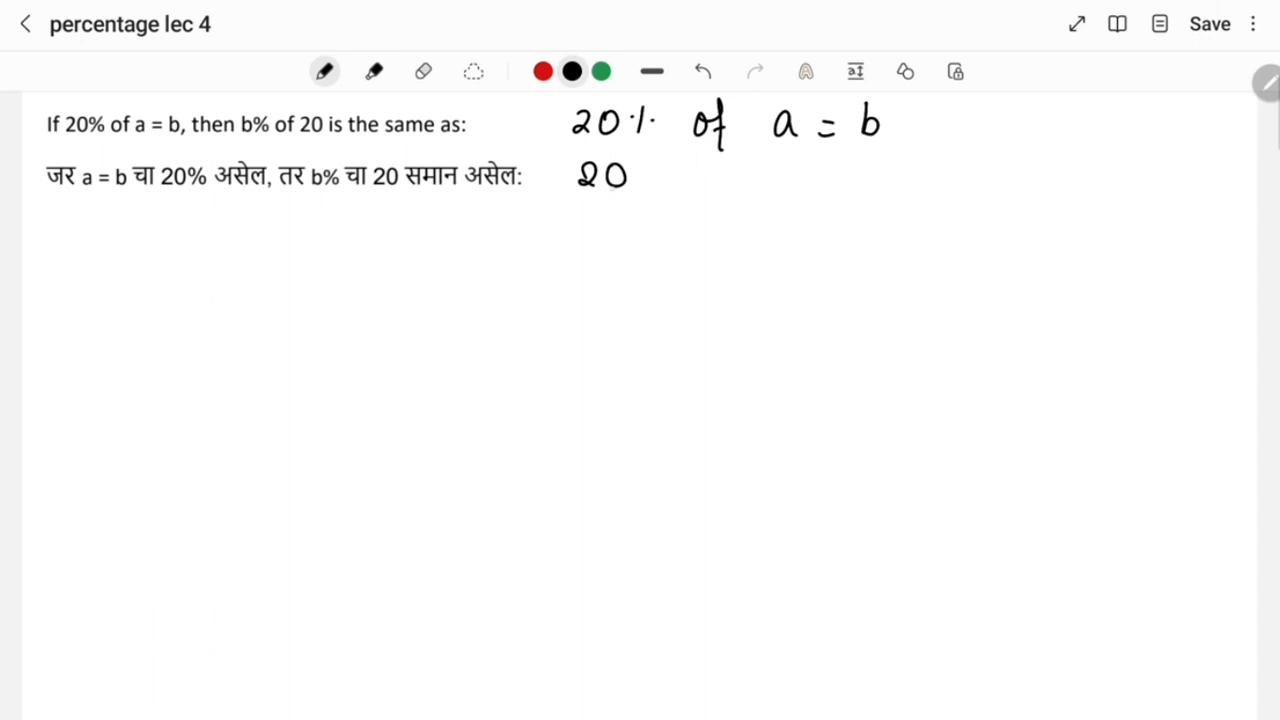 percentage lec 4
Save
If 20% of a = b, then b% of 20 is the same as:
20% of a = b
जर a = b चा 20% असेल, तर b% चा 20 समान असेल:
20